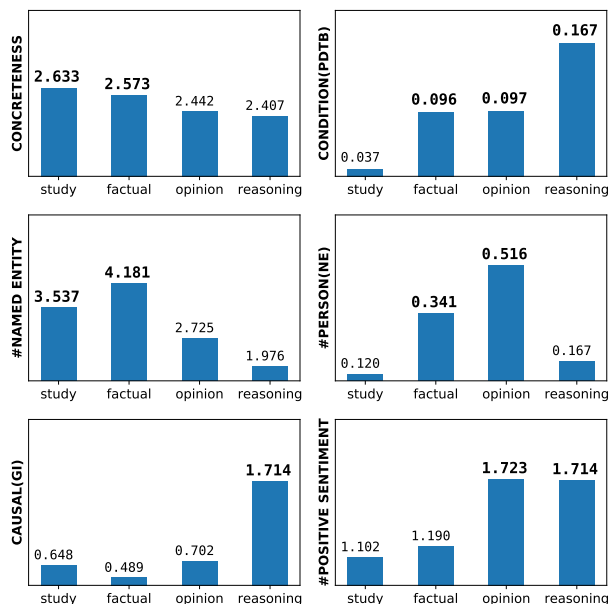 CONCRETENESS
2.633
2.573
2.442
2.407
study factual opinion reasoning
CONDITION(PDTB)
0.037
0.096
0.097
0.167
study factual opinion reasoning
#NAMED ENTITY
3.537
4.181
2.725
1.976
study factual opinion reasoning
#PERSON(NE)
0.120
0.341
0.516
0.167
study factual opinion reasoning
CAUSAL(GI)
0.648
0.489
0.702
1.714
study factual opinion reasoning
#POSITIVE SENTIMENT
1.102
1.190
1.723
1.714
study factual opinion reasoning